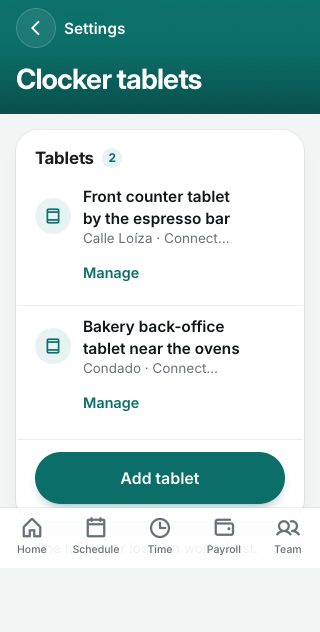 Settings
Clocker tablets
Tablets 2
Front counter tablet
by the espresso bar
Calle Loíza · Connect...
Manage
Bakery back-office
tablet near the ovens
Condado · Connect...
Manage
Add tablet
Home Schedule Time Payroll Team